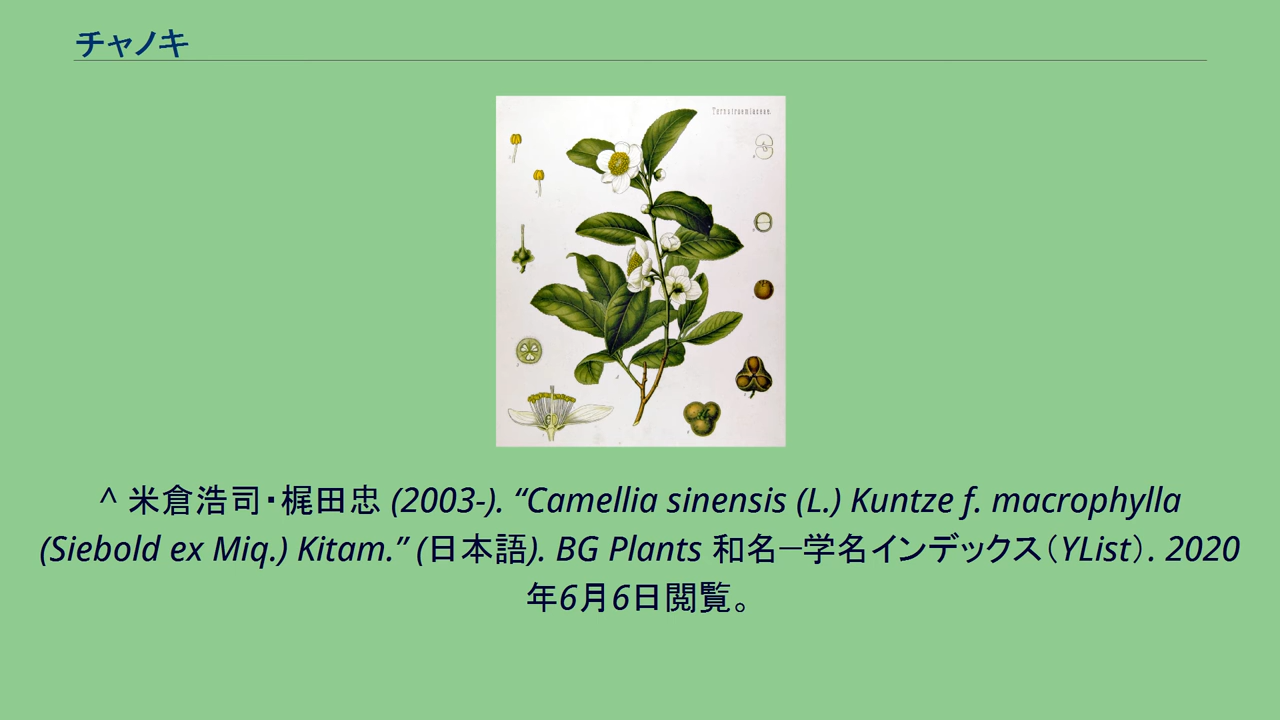 チャノキ
Ternstroemiaceae.
^ 米倉浩司・梶田忠 (2003-). “Camellia sinensis (L.) Kuntze f. macrophylla
(Siebold ex Miq.) Kitam.” (日本語). BG Plants 和名−学名インデックス（YList）. 2020
年6月6日閲覧。